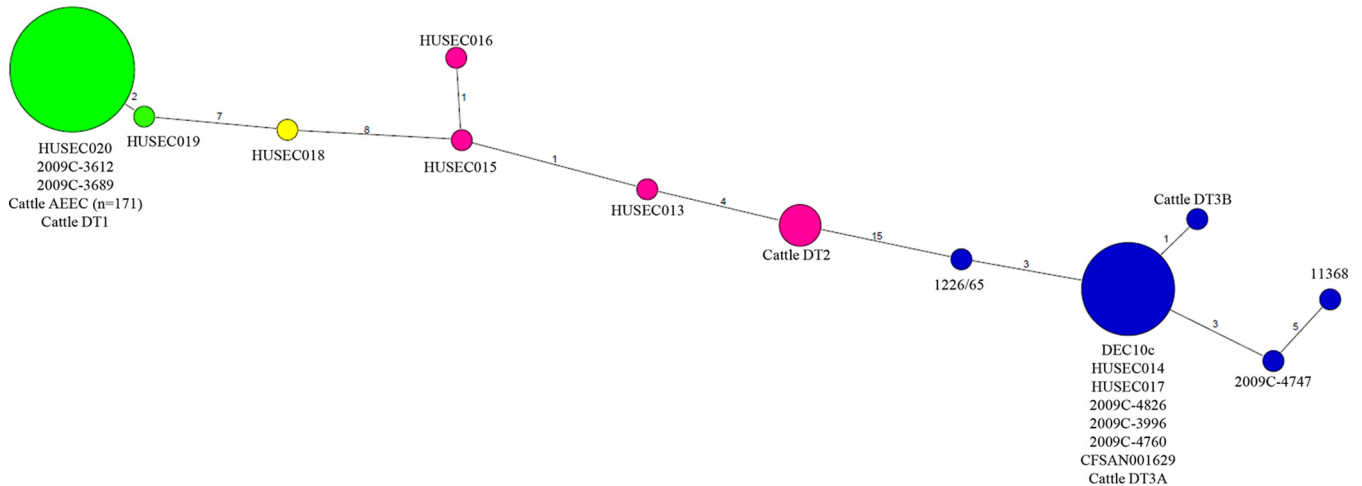 HUSEC016
2
HUSEC019
7
HUSEC018
8
1
HUSEC015
1
HUSEC013
4
Cattle DT2
15
1226/65
3
Cattle DT3B
1
3
5
11368
2009C-4747
HUSEC020
2009C-3612
2009C-3689
Cattle AEEC (n=171)
Cattle DT1
DEC10c
HUSEC014
HUSEC017
2009C-4826
2009C-3996
2009C-4760
CFSAN001629
Cattle DT3A